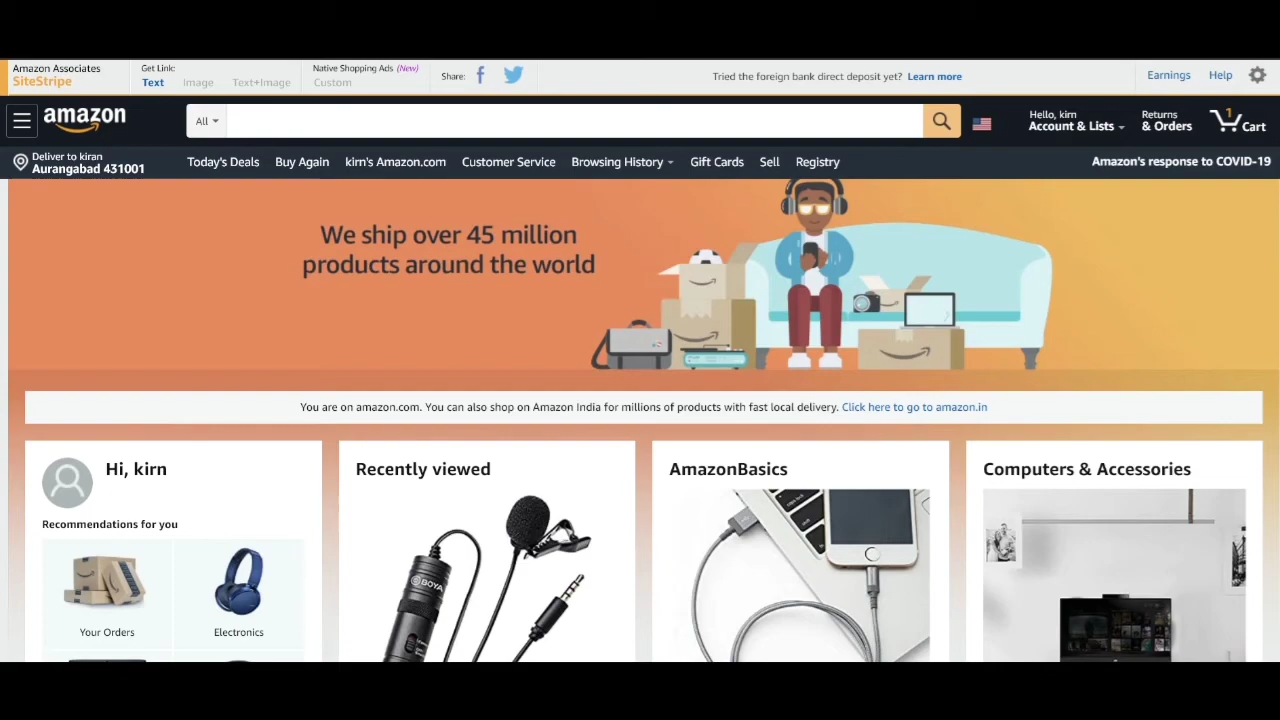 Amazon Associates
SiteStripe
Get Link:
Text Image Text+Image
Native Shopping Ads (New)
Custom
Share:
Tried the foreign bank direct deposit yet? Learn more
Earnings Help
amazon
All
Hello, kirn
Account & Lists
Returns
& Orders
1
Cart
Deliver to kiran
Aurangabad 431001
Today's Deals Buy Again kirn's Amazon.com Customer Service Browsing History Gift Cards Sell Registry
Amazon's response to COVID-19
We ship over 45 million
products around the world
You are on amazon.com. You can also shop on Amazon India for millions of products with fast local delivery. Click here to go to amazon.in
Hi, kirn
Recommendations for you
Your Orders
Electronics
Recently viewed
BOYA
AmazonBasics
Computers & Accessories